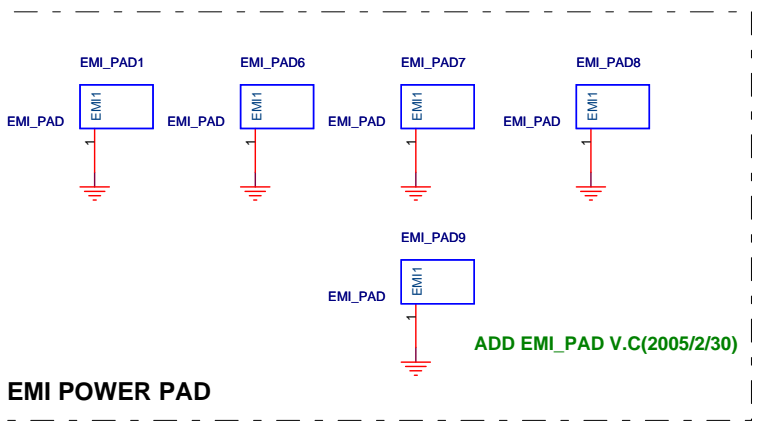 EMI_PAD1 EMI_PAD6 EMI_PAD7 EMI_PAD8
EMI1 EMI1 EMI1 EMI1
EMI_PAD EMI_PAD EMI_PAD EMI_PAD
1 1 1 1
EMI_PAD9
EMI1
EMI_PAD
1
ADD EMI_PAD V.C(2005/2/30)
EMI POWER PAD